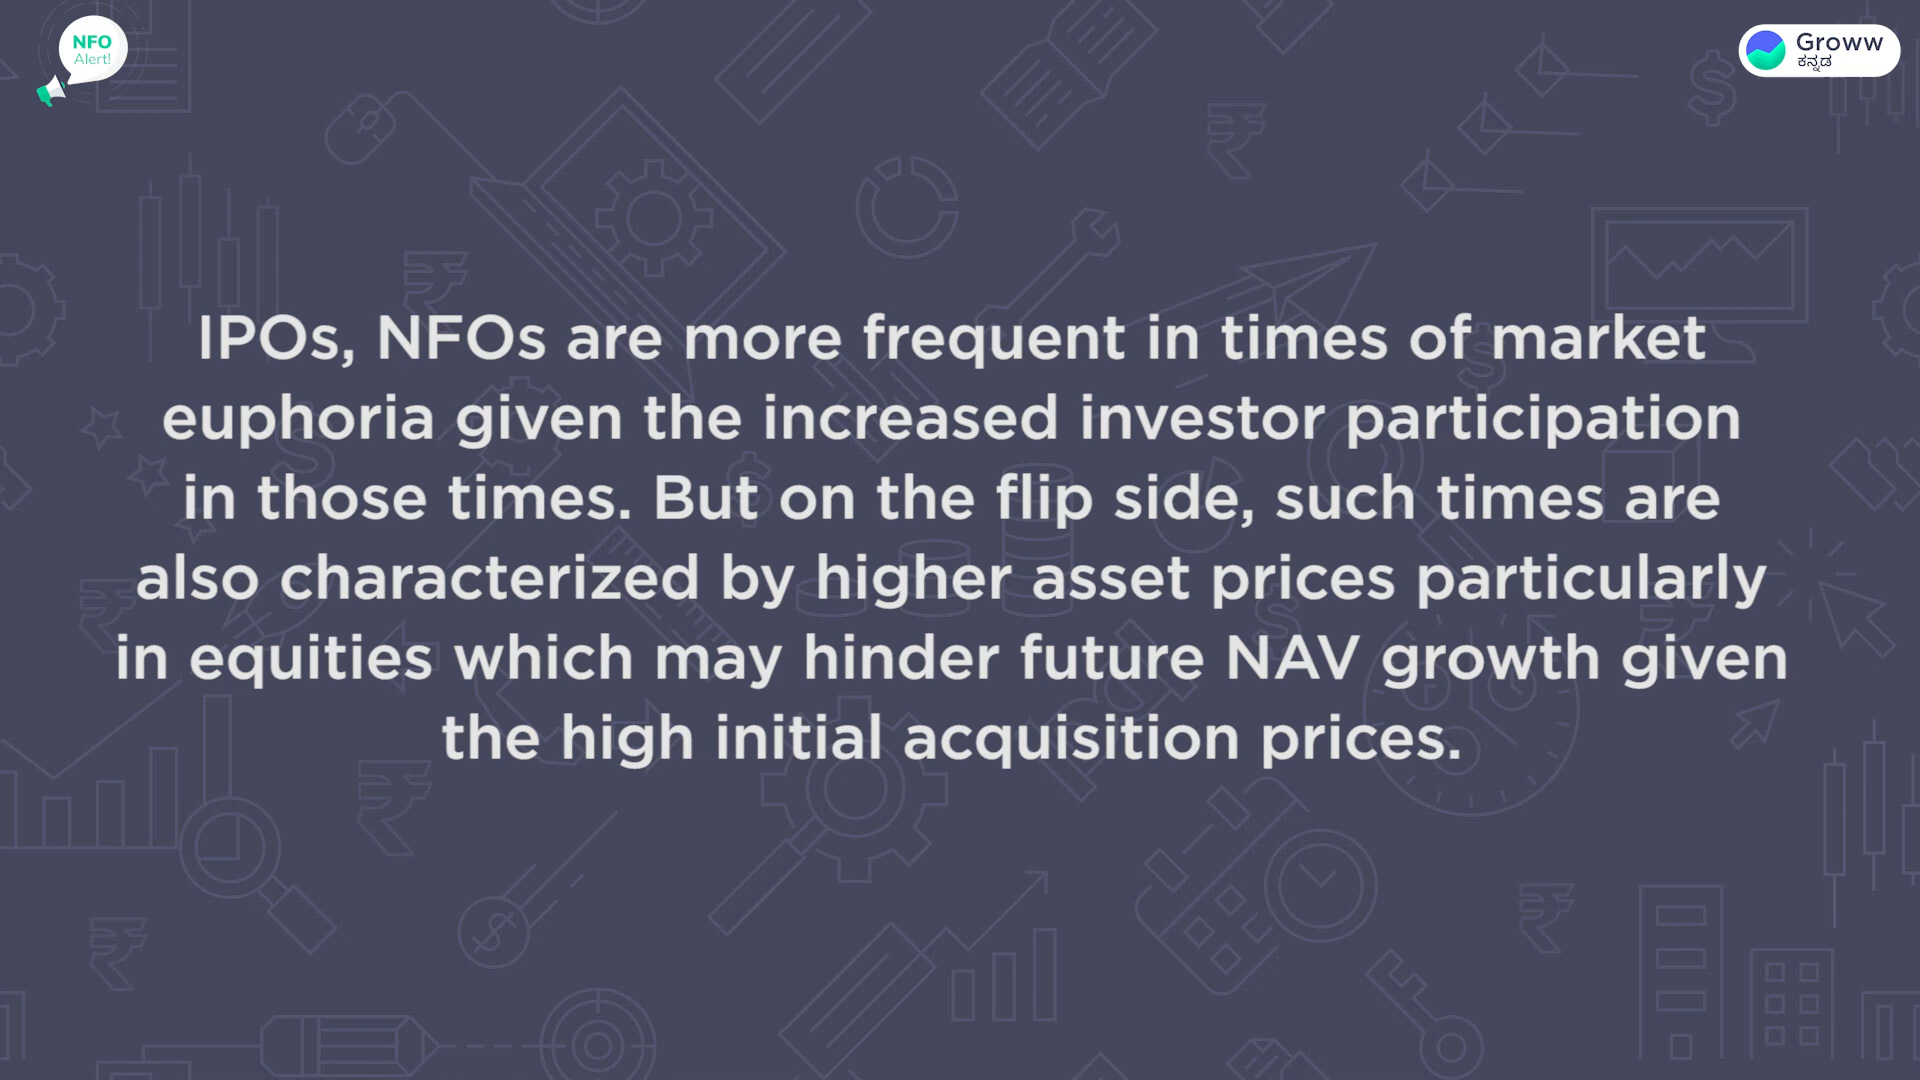 NFO
Alert!
Groww
ಕನ್ನಡ
IPOs, NFOs are more frequent in times of market
euphoria given the increased investor participation
in those times. But on the flip side, such times are
also characterized by higher asset prices particularly
in equities which may hinder future NAV growth given
the high initial acquisition prices.